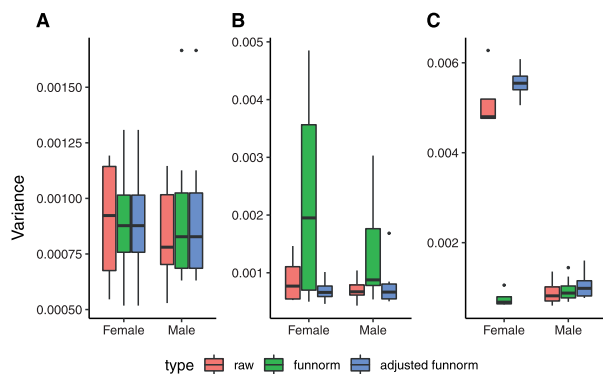 A B C
Variance
0.00150
0.00125
0.00100
0.00075
0.00050
Female Male
0.005
0.004
0.003
0.002
0.001
Female Male
0.006
0.004
0.002
Female Male
type raw funnorm adjusted funnorm